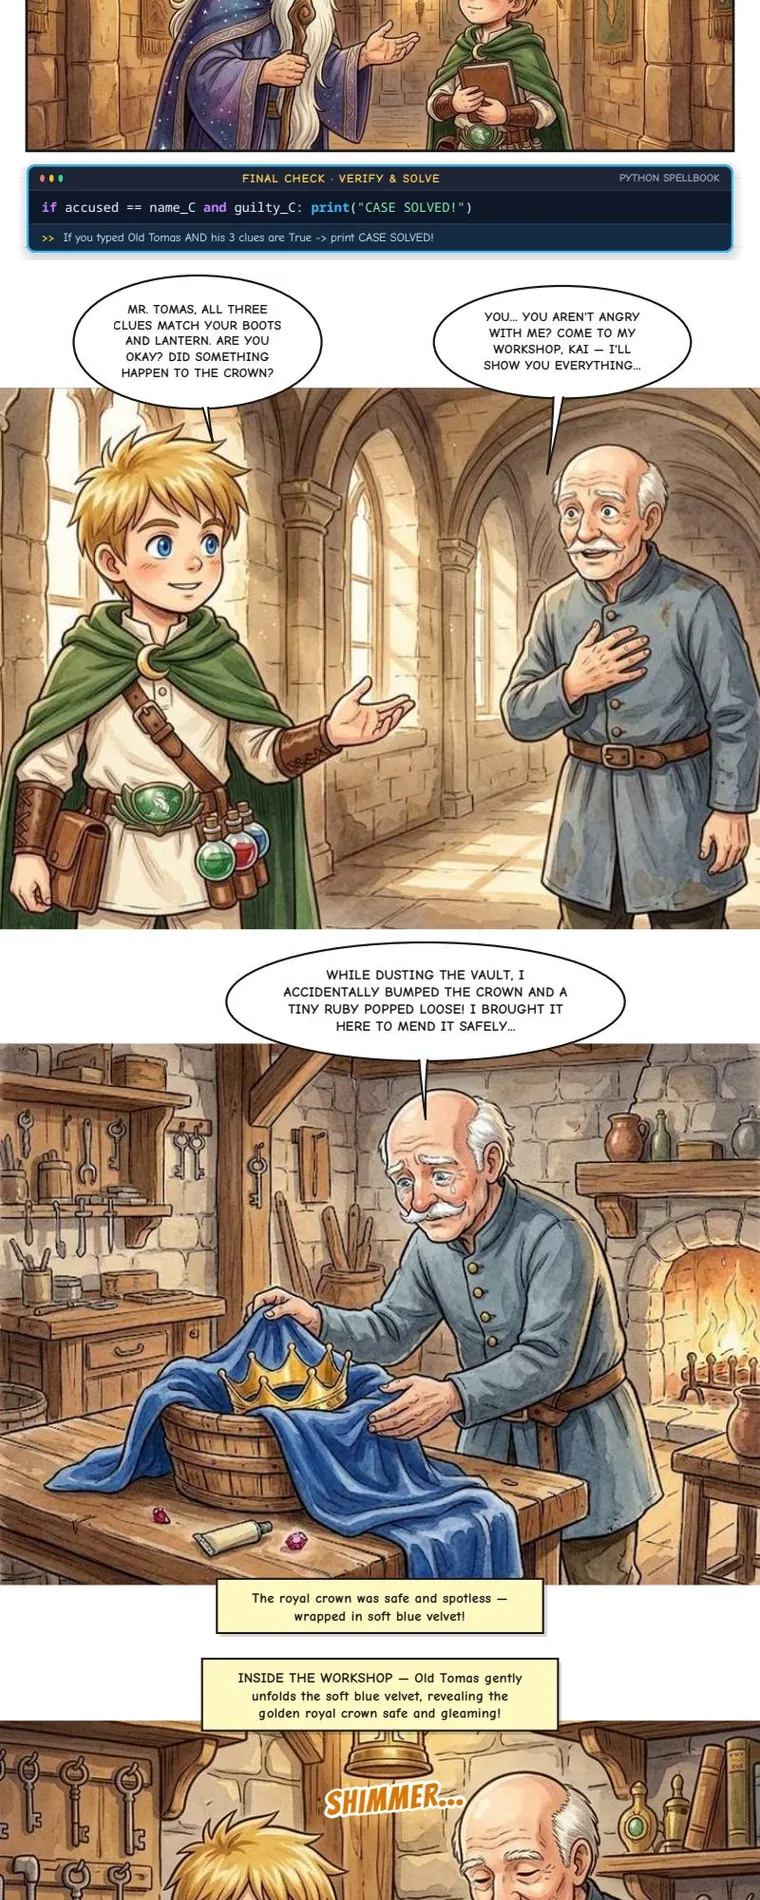 FINAL CHECK · VERIFY & SOLVE
PYTHON SPELLBOOK
if accused == name_C and guilty_C: print("CASE SOLVED!")
>> If you typed Old Tomas AND his 3 clues are True -> print CASE SOLVED!
MR. TOMAS, ALL THREE
CLUES MATCH YOUR BOOTS
AND LANTERN. ARE YOU
OKAY? DID SOMETHING
HAPPEN TO THE CROWN?
YOU... YOU AREN'T ANGRY
WITH ME? COME TO MY
WORKSHOP, KAI — I'LL
SHOW YOU EVERYTHING...
WHILE DUSTING THE VAULT, I
ACCIDENTALLY BUMPED THE CROWN AND A
TINY RUBY POPPED LOOSE! I BROUGHT IT
HERE TO MEND IT SAFELY...
The royal crown was safe and spotless —
wrapped in soft blue velvet!
INSIDE THE WORKSHOP — Old Tomas gently
unfolds the soft blue velvet, revealing the
golden royal crown safe and gleaming!
SHIMMER...